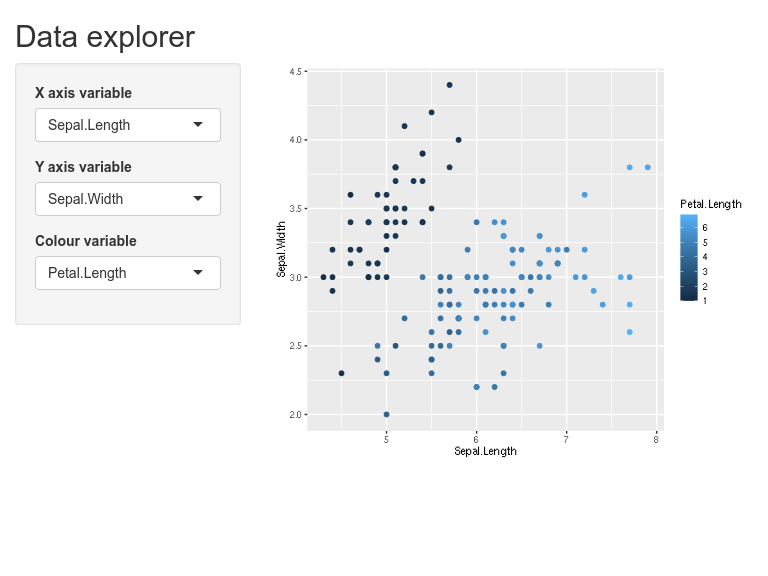 Data explorer
X axis variable
Sepal.Length
Y axis variable
Sepal.Width
Colour variable
Petal.Length
4.5
4.0
3.5
3.0
2.5
2.0
Sepal.Width
5 6 7 8
Sepal.Length
Petal.Length
6
5
4
3
2
1